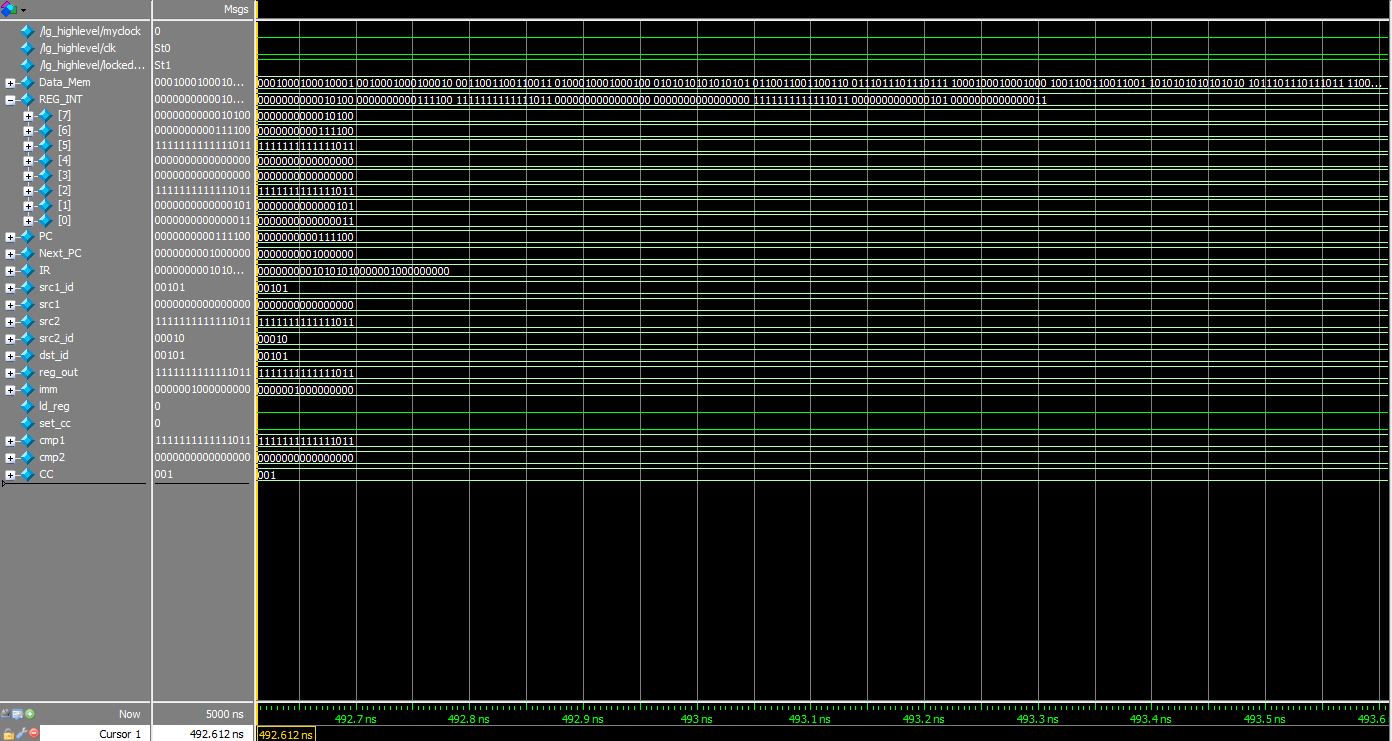 Msgs
/lg_highlevel/myclock 0
/lg_highlevel/clk St0
/lg_highlevel/locked... St1
Data_Mem 0001000100010... 0001000100010001 0010001000100010 0011001100110011 0100010001000100 0101010101010101 0110011001100110 0111011101110111 1000100010001000 1001100110011001 1010101010101010 1011101110111011 1100...
REG_INT 0000000000010... 0000000000010100 0000000000111100 1111111111111011 0000000000000000 0000000000000000 1111111111111011 0000000000000101 0000000000000011
[7] 0000000000010100 0000000000010100
[6] 0000000000111100 0000000000111100
[5] 1111111111111011 1111111111111011
[4] 0000000000000000 0000000000000000
[3] 0000000000000000 0000000000000000
[2] 1111111111111011 1111111111111011
[1] 0000000000000101 0000000000000101
[0] 0000000000000011 0000000000000011
PC 0000000000111100 0000000000111100
Next_PC 0000000001000000 0000000001000000
IR 0000000001010... 00000000010101010000001000000000
src1_id 00101 00101
src1 0000000000000000 0000000000000000
src2 1111111111111011 1111111111111011
src2_id 00010 00010
dst_id 00101 00101
reg_out 1111111111111011 1111111111111011
imm 0000001000000000 0000001000000000
ld_reg 0
set_cc 0
cmp1 1111111111111011 1111111111111011
cmp2 0000000000000000 0000000000000000
CC 001 001
Now 5000 ns 492.7 ns 492.8 ns 492.9 ns 493 ns 493.1 ns 493.2 ns 493.3 ns 493.4 ns 493.5 ns 493.6
Cursor 1 492.612 ns 492.612 ns